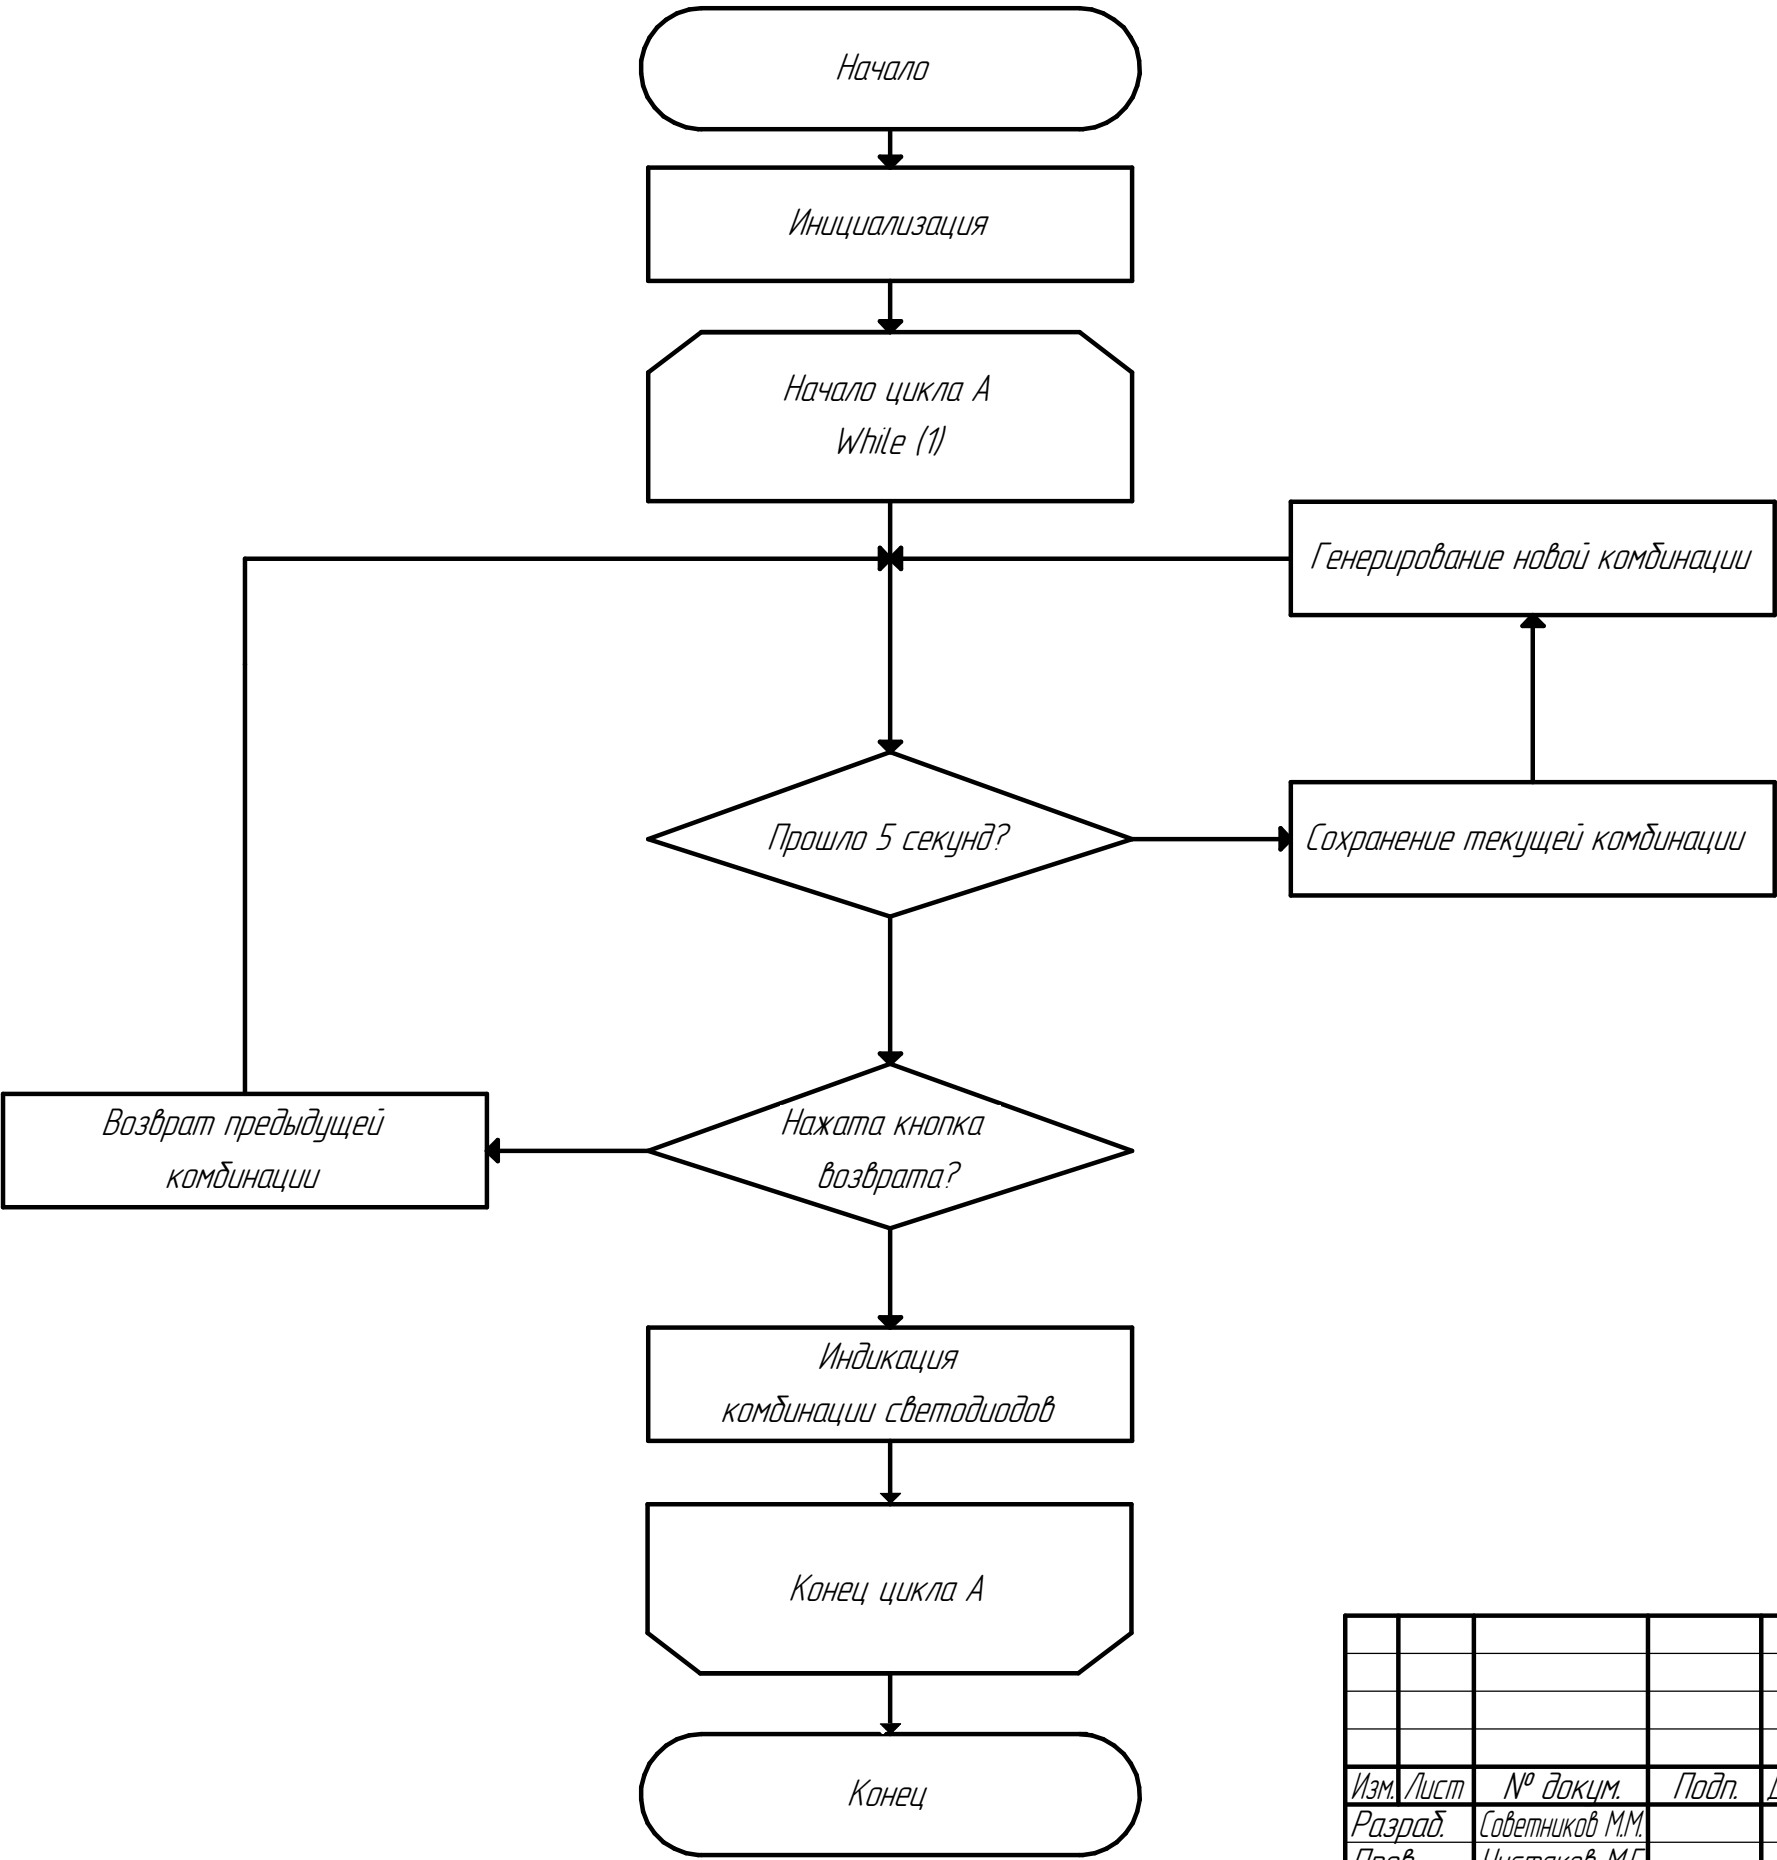 Начало
Инициализация
Начало цикла А
While (1)
Генерирование новой комбинации
Прошло 5 секунд?
Сохранение текущей комбинации
Нажата кнопка
возврата?
Возврат предыдущей
комбинации
Индикация
комбинации светодиодов
Конец цикла А
Конец
Изм. Лист № докум. Подп.
Разраб. Советников М.М.